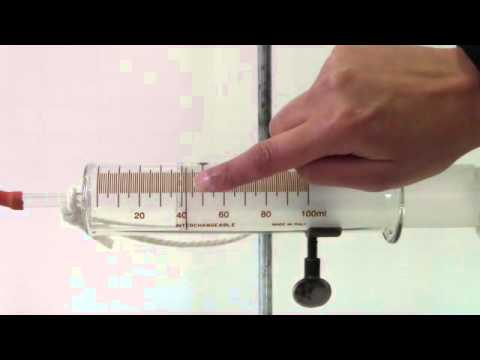 20 40 60 80 100ml
INTERCHANGEABLE MADE IN ITALY